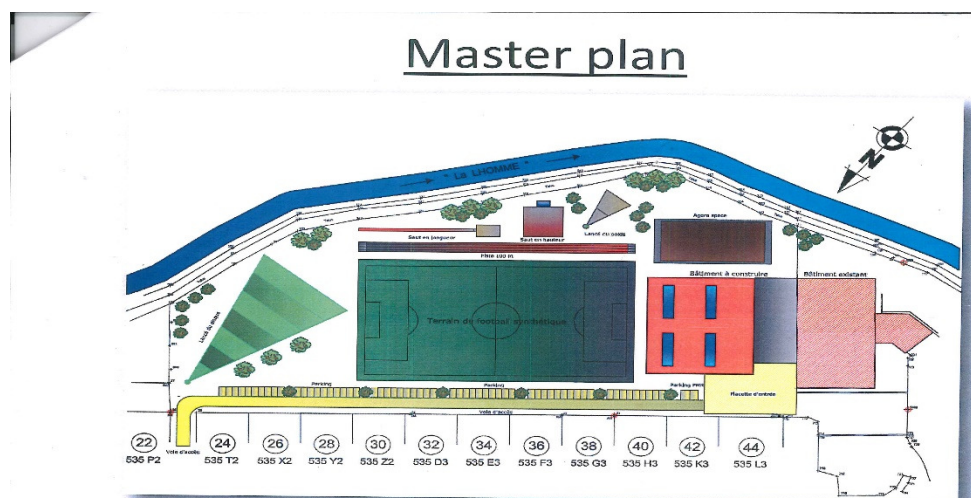 Master plan
N
" La LHOMME "
Agora space
Saut en longueur
Saut en hauteur
Lancé du poids
Piste 100 m
Bâtiment à construire
Bâtiment existant
Terrain de football synthétique
Parking
Parking
Parking PMR
Placette d'entrée
Voie d'accès
Voie d'accès
22
24
26
28
30
32
34
36
38
40
42
44
535 P2
535 T2
535 X2
535 Y2
535 Z2
535 D3
535 E3
535 F3
535 G3
535 H3
535 K3
535 L3